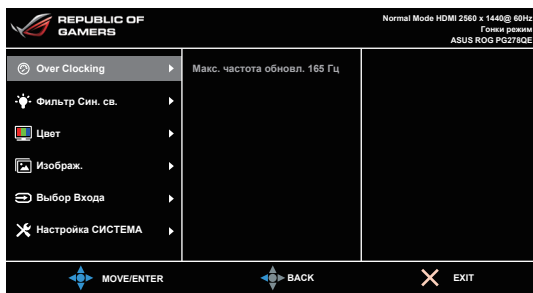 REPUBLIC OF
GAMERS
Normal Mode HDMI 2560 x 1440@ 60Hz
Гонки режим
ASUS ROG PG278QE
Over Clocking
Макс. частота обновл. 165 Гц
Фильтр Син. св.
Цвет
Изображ.
Выбор Входа
Настройка СИСТЕМА
MOVE/ENTER
BACK
EXIT